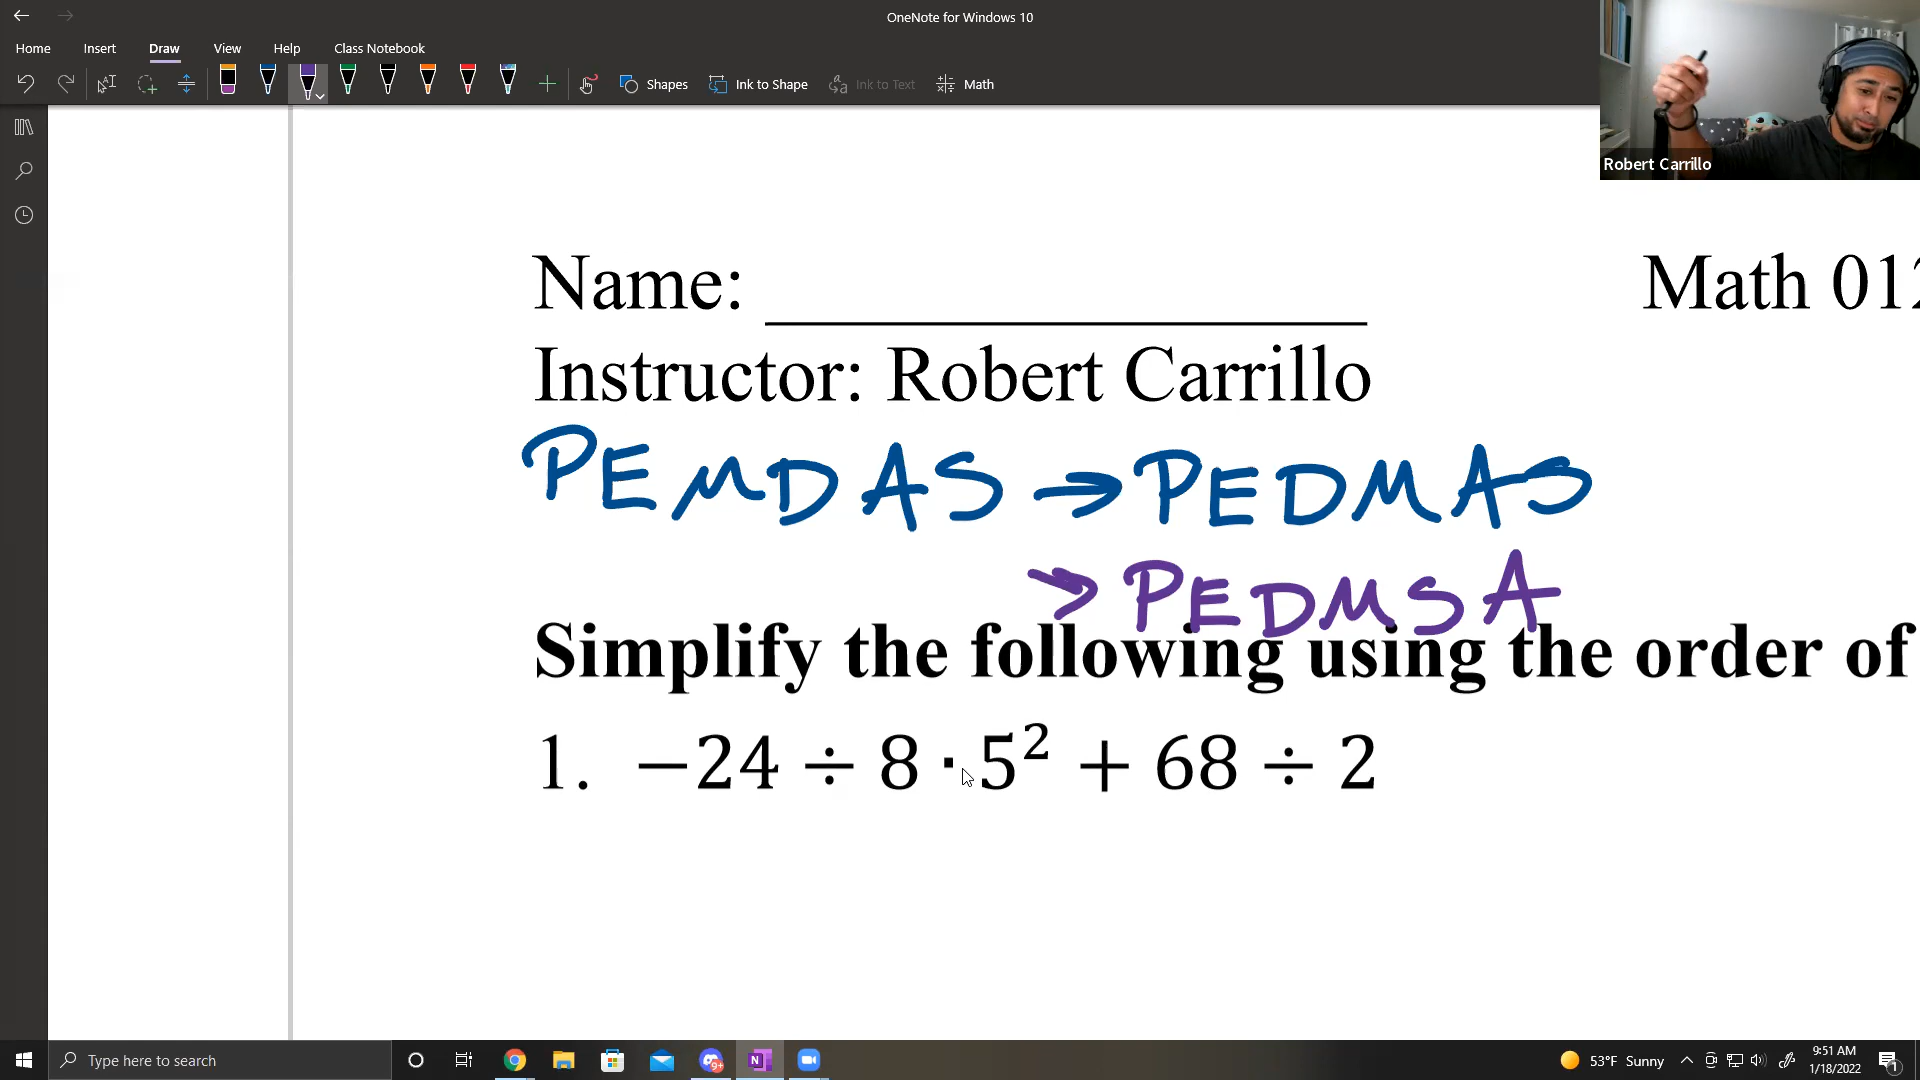 OneNote for Windows 10
Home Insert Draw View Help Class Notebook
Shapes Ink to Shape Ink to Text Math
Robert Carrillo
Name: ____________________
Math 012
Instructor: Robert Carrillo
PEMDAS → PEDMAS
→ PEDMSA
Simplify the following using the order of
1. −24 ÷ 8 · 5² + 68 ÷ 2
Type here to search
53°F Sunny
9:51 AM
1/18/2022